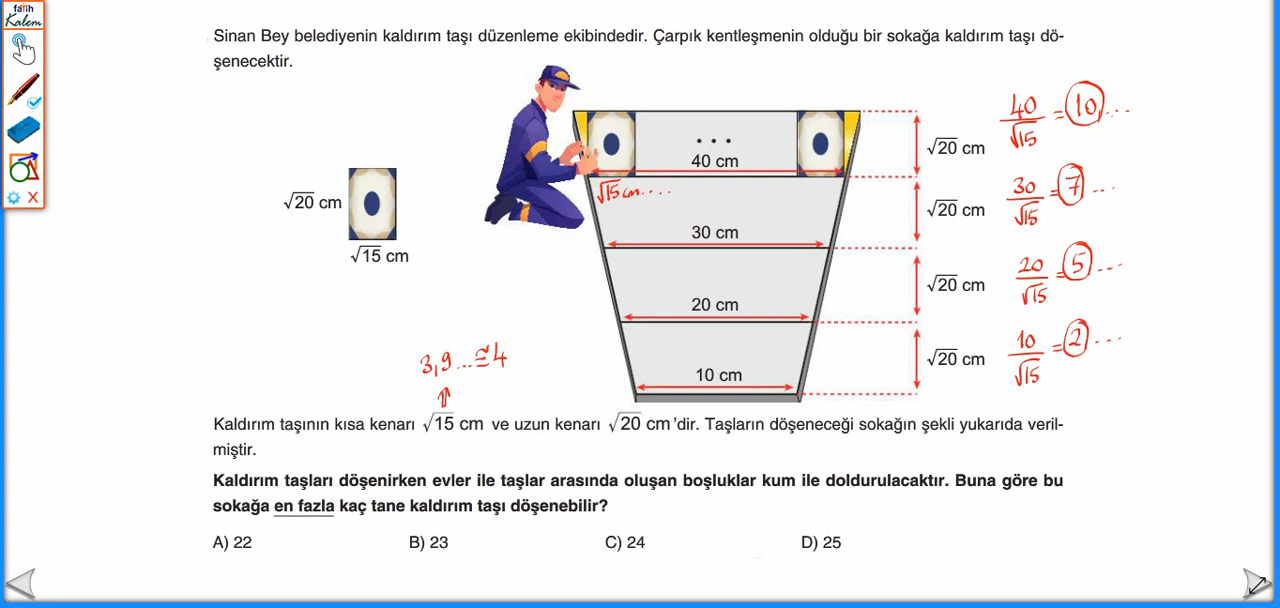 fatih
Kalem
Sinan Bey belediyenin kaldırım taşı düzenleme ekibindedir. Çarpık kentleşmenin olduğu bir sokağa kaldırım taşı dö-
şenecektir.
√20 cm
√15 cm
...
40 cm
√15 cm....
30 cm
20 cm
10 cm
√20 cm
√20 cm
√20 cm
√20 cm
40/√15 = 10,...
30/√15 = 7...
20/√15 = 5...
10/√15 = 2...
3,9... ≅ 4
Kaldırım taşının kısa kenarı √15 cm ve uzun kenarı √20 cm'dir. Taşların döşeneceği sokağın şekli yukarıda veril-
miştir.
Kaldırım taşları döşenirken evler ile taşlar arasında oluşan boşluklar kum ile doldurulacaktır. Buna göre bu
sokağa en fazla kaç tane kaldırım taşı döşenebilir?
A) 22 B) 23 C) 24 D) 25